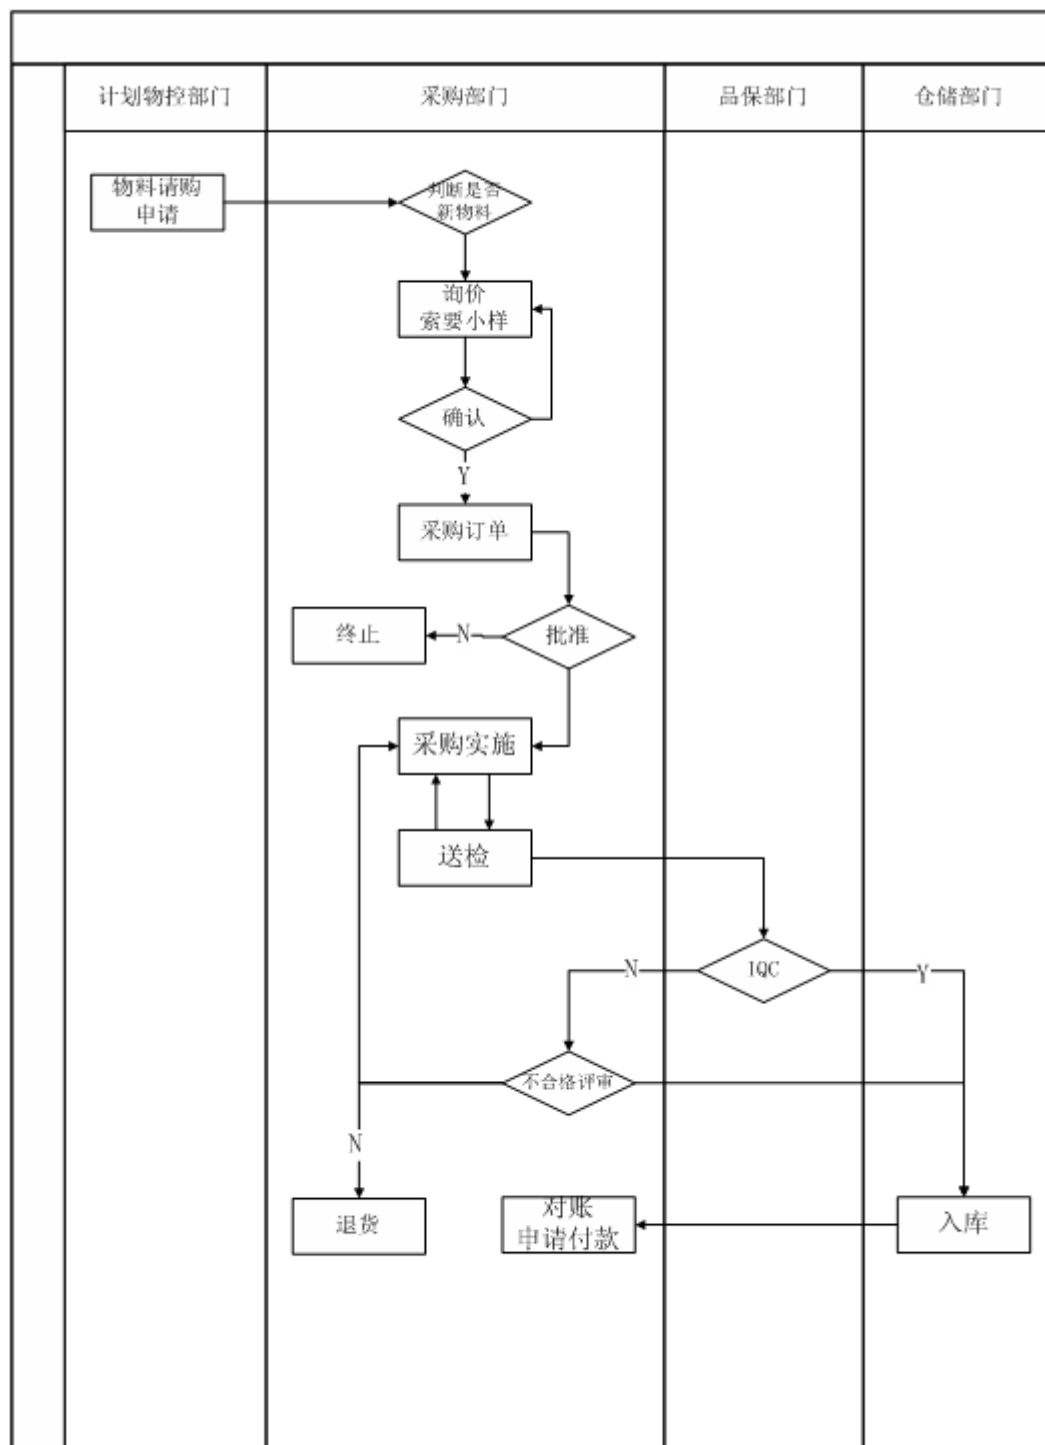 计划物控部门
采购部门
品保部门
仓储部门
物料请购
申请
判断是否
新物料
询价
索要小样
确认
Y
采购订单
终止
N
批准
采购实施
送检
N
IQC
Y
不合格评审
N
退货
对账
申请付款
入库